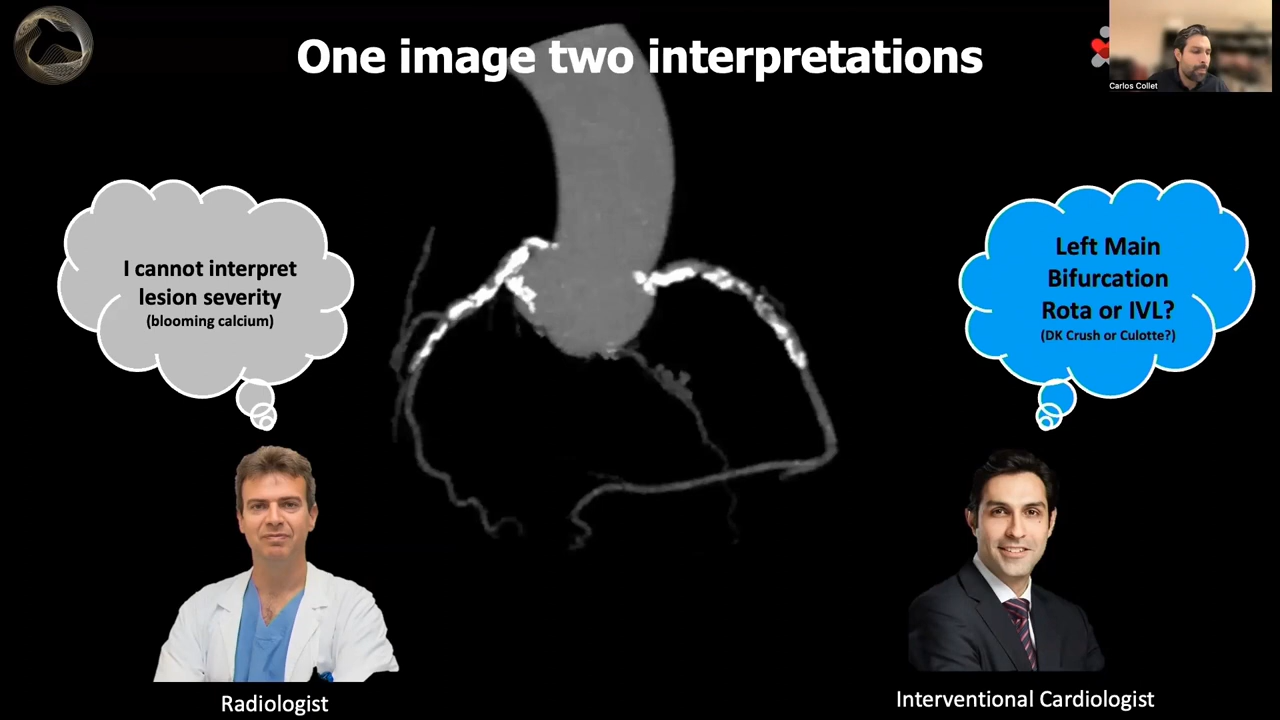 One image two interpretations
Carlos Collet
I cannot interpret
lesion severity
(blooming calcium)
Left Main
Bifurcation
Rota or IVL?
(DK Crush or Culotte?)
Radiologist
Interventional Cardiologist